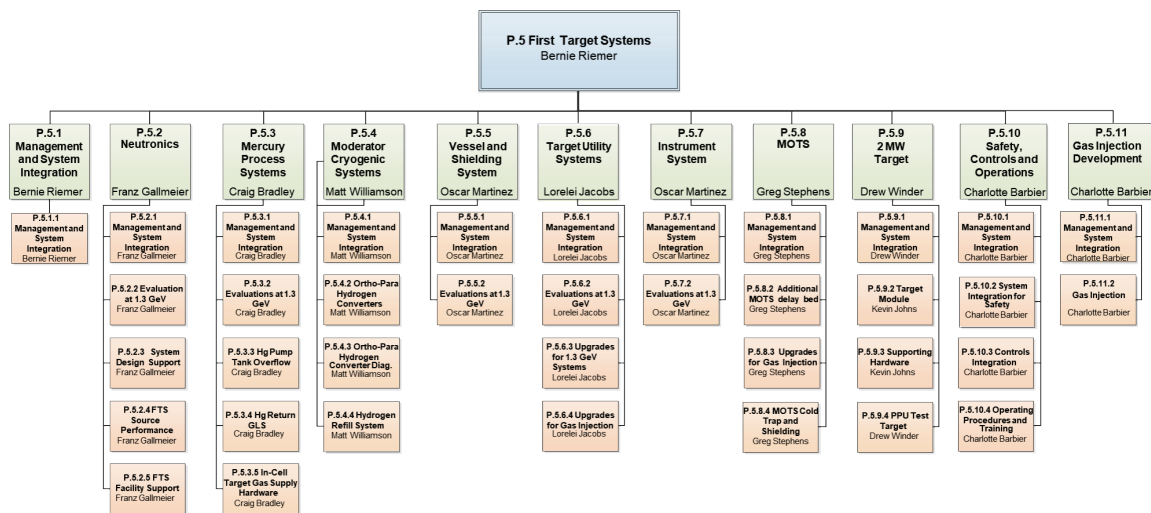 P.5 First Target Systems
Bernie Riemer
P.5.1
Management
and System
Integration
Bernie Riemer
P.5.1.1
Management and
System
Integration
Bernie Riemer
P.5.2
Neutronics
Franz Gallmeier
P.5.2.1
Management and
System
Integration
Franz Gallmeier
P.5.2.2 Evaluation
at 1.3 GeV
Franz Gallmeier
P.5.2.3 System
Design Support
Franz Gallmeier
P.5.2.4 FTS
Source
Performance
Franz Gallmeier
P.5.2.5 FTS
Facility Support
Franz Gallmeier
P.5.3
Mercury
Process
Systems
Craig Bradley
P.5.3.1
Management and
System
Integration
Craig Bradley
P.5.3.2
Evaluations at 1.3
GeV
Craig Bradley
P.5.3.3 Hg Pump
Tank Overflow
Craig Bradley
P.5.3.4 Hg Return
GLS
Craig Bradley
P.5.3.5 In-Cell
Target Gas Supply
Hardware
Craig Bradley
P.5.4
Moderator
Cryogenic
Systems
Matt Williamson
P.5.4.1
Management and
System
Integration
Matt Williamson
P.5.4.2 Ortho-Para
Hydrogen
Converters
Matt Williamson
P.5.4.3 Ortho-Para
Hydrogen
Converter Diag.
Matt Williamson
P.5.4.4 Hydrogen
Refill System
Matt Williamson
P.5.5
Vessel and
Shielding
System
Oscar Martinez
P.5.5.1
Management and
System
Integration
Oscar Martinez
P.5.5.2
Evaluations at 1.3
GeV
Oscar Martinez
P.5.6
Target Utility
Systems
Lorelei Jacobs
P.5.6.1
Management and
System
Integration
Lorelei Jacobs
P.5.6.2
Evaluations at 1.3
GeV
Lorelei Jacobs
P.5.6.3 Upgrades
for 1.3 GeV
Systems
Lorelei Jacobs
P.5.6.4 Upgrades
for Gas Injection
Lorelei Jacobs
P.5.7
Instrument
System
Oscar Martinez
P.5.7.1
Management and
System
Integration
Oscar Martinez
P.5.7.2
Evaluations at 1.3
GeV
Oscar Martinez
P.5.8
MOTS
Greg Stephens
P.5.8.1
Management and
System
Integration
Greg Stephens
P.5.8.2 Additional
MOTS delay bed
Greg Stephens
P.5.8.3 Upgrades
for Gas Injection
Greg Stephens
P.5.8.4 MOTS Cold
Trap and
Shielding
Greg Stephens
P.5.9
2 MW
Target
Drew Winder
P.5.9.1
Management and
System
Integration
Drew Winder
P.5.9.2 Target
Module
Kevin Johns
P.5.9.3 Supporting
Hardware
Kevin Johns
P.5.9.4 PPU Test
Target
Drew Winder
P.5.10
Safety,
Controls and
Operations
Charlotte Barbier
P.5.10.1
Management and
System
Integration
Charlotte Barbier
P.5.10.2 System
Integration for
Safety
Charlotte Barbier
P.5.10.3 Controls
Integration
Charlotte Barbier
P.5.10.4 Operating
Procedures and
Training
Charlotte Barbier
P.5.11
Gas Injection
Development
Charlotte Barbier
P.5.11.1
Management and
System
Integration
Charlotte Barbier
P.5.11.2
Gas Injection
Charlotte Barbier